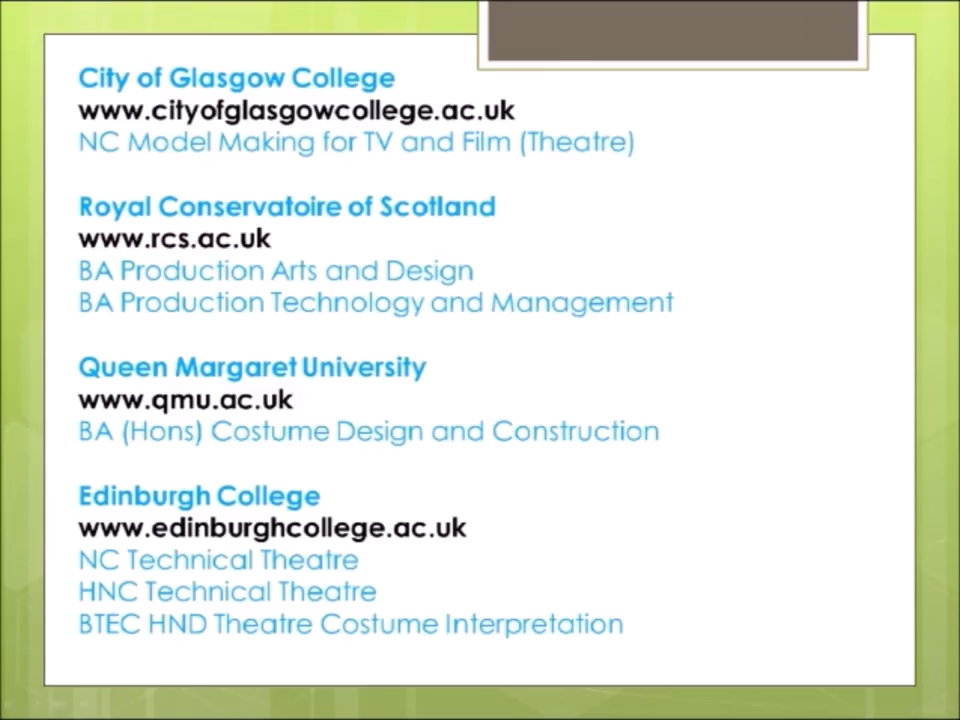 City of Glasgow College
www.cityofglasgowcollege.ac.uk
NC Model Making for TV and Film (Theatre)
Royal Conservatoire of Scotland
www.rcs.ac.uk
BA Production Arts and Design
BA Production Technology and Management
Queen Margaret University
www.qmu.ac.uk
BA (Hons) Costume Design and Construction
Edinburgh College
www.edinburghcollege.ac.uk
NC Technical Theatre
HNC Technical Theatre
BTEC HND Theatre Costume Interpretation